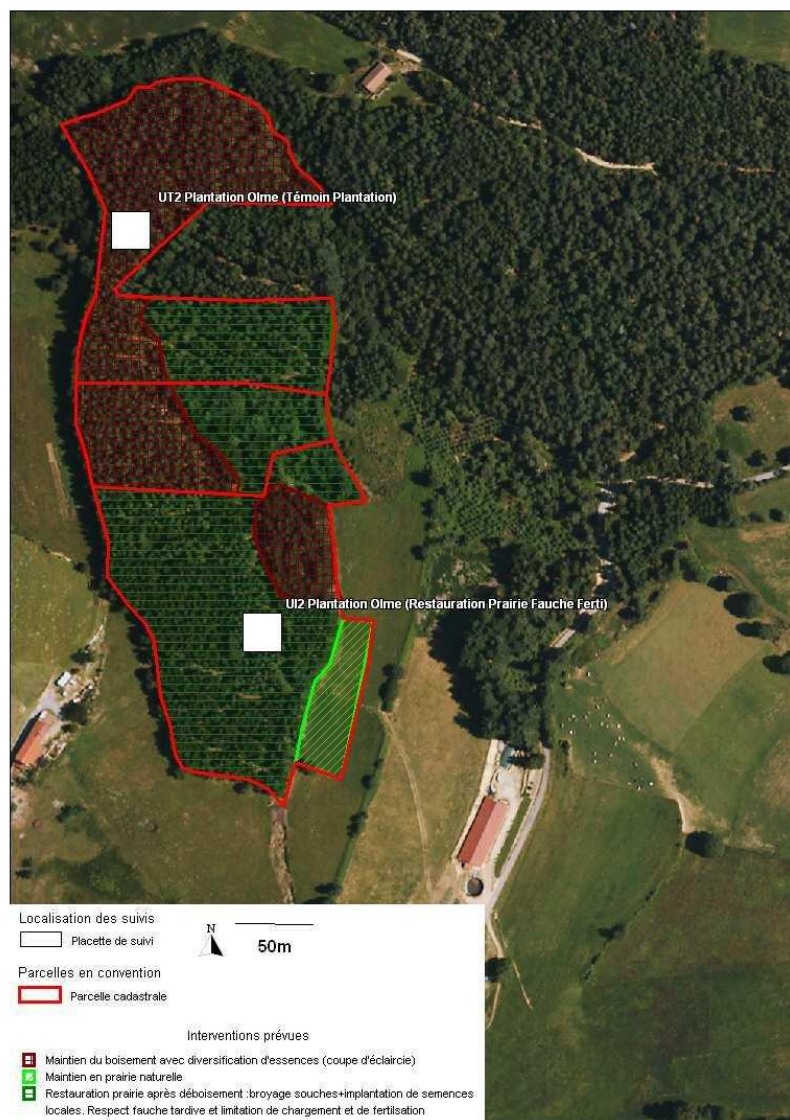 UT2 Plantation Olme (Témoin Plantation)
UI2 Plantation Olme (Restauration Prairie Fauche Ferti)
Localisation des suivis
Placette de suivi
N
50m
Parcelles en convention
Parcelle cadastrale
Interventions prévues
Maintien du boisement avec diversification d'essences (coupe d'éclaircie)
Maintien en prairie naturelle
Restauration prairie après déboisement :broyage souches+implantation de semences
locales. Respect fauche tardive et limitation de chargement et de fertilsation